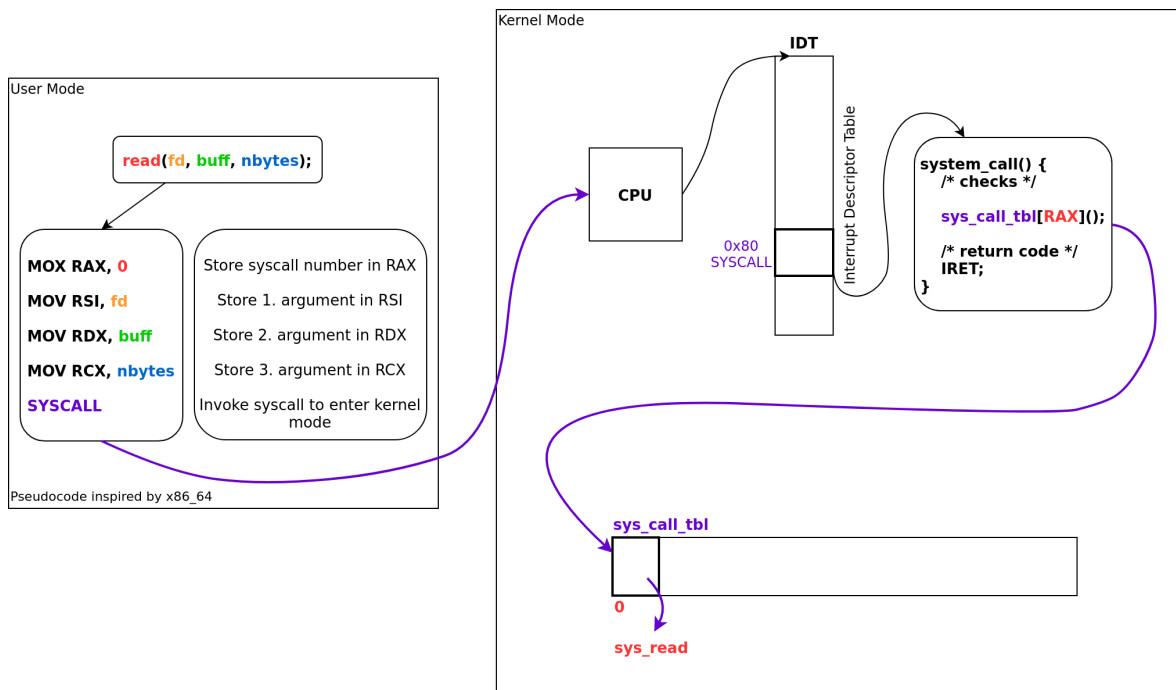 User Mode
read(fd, buff, nbytes);
MOX RAX, 0
MOV RSI, fd
MOV RDX, buff
MOV RCX, nbytes
SYSCALL
Store syscall number in RAX
Store 1. argument in RSI
Store 2. argument in RDX
Store 3. argument in RCX
Invoke syscall to enter kernel
mode
Pseudocode inspired by x86_64
Kernel Mode
CPU
IDT
0x80
SYSCALL
Interrupt Descriptor Table
system_call() {
/* checks */
sys_call_tbl[RAX]();
/* return code */
IRET;
}
sys_call_tbl
0
sys_read